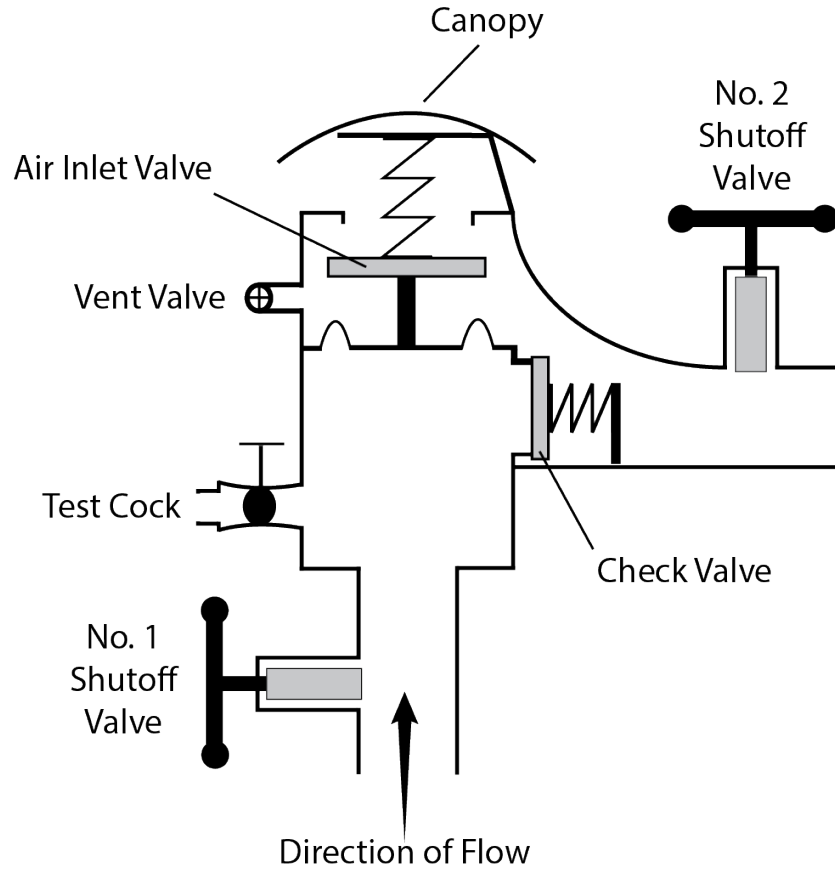 Canopy
No. 2
Shutoff
Valve
Air Inlet Valve
Vent Valve
Test Cock
Check Valve
No. 1
Shutoff
Valve
Direction of Flow